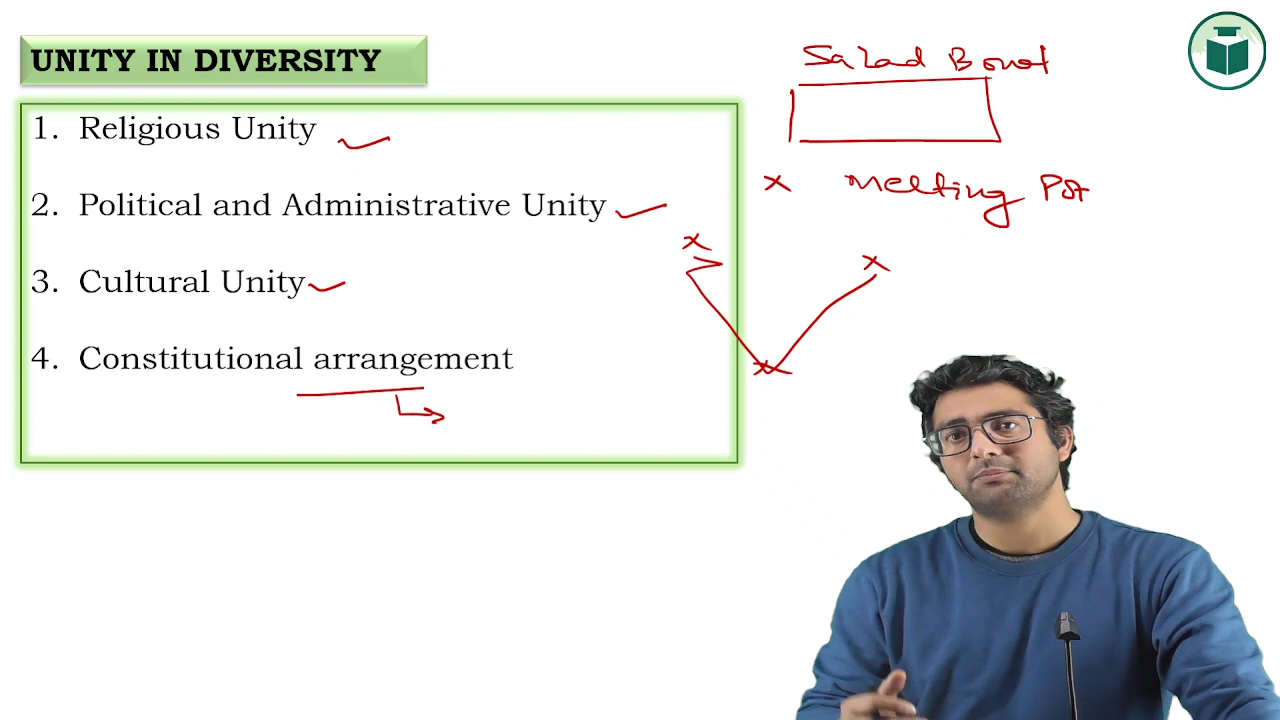 UNITY IN DIVERSITY
1. Religious Unity
2. Political and Administrative Unity
3. Cultural Unity
4. Constitutional arrangement
Salad Bowl
x Melting Pot
x
x